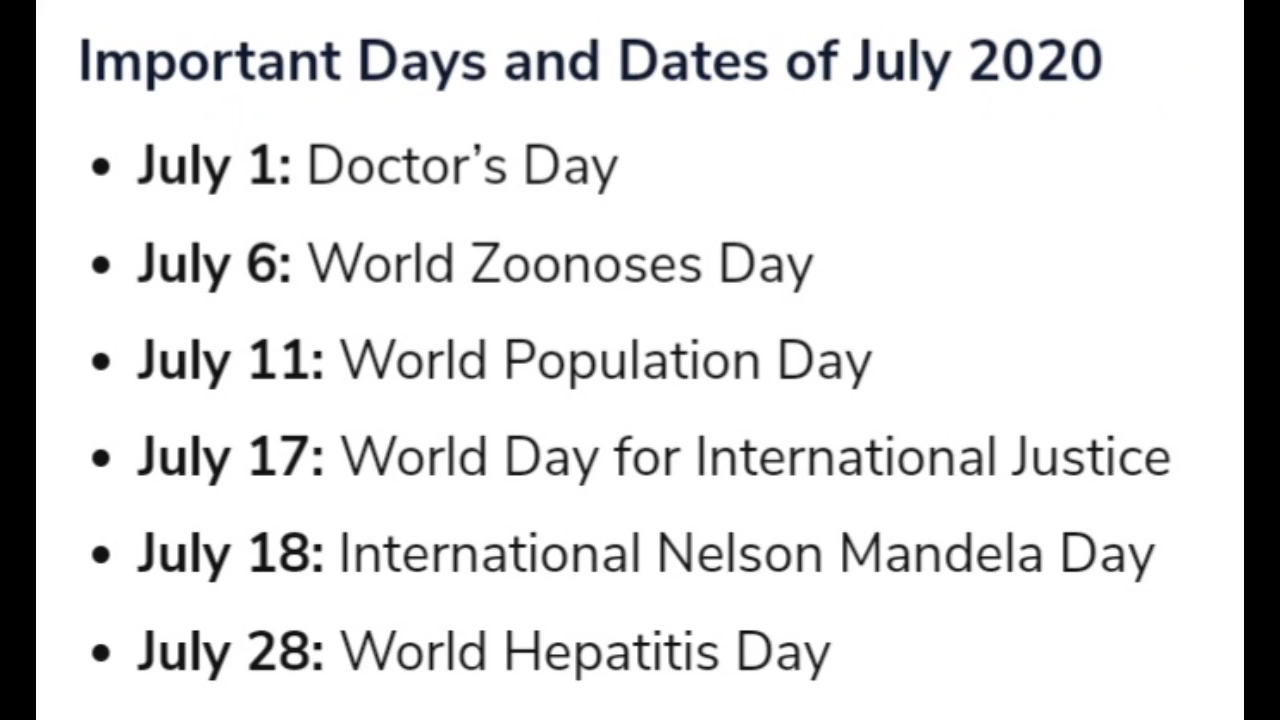 Important Days and Dates of July 2020
• July 1: Doctor’s Day
• July 6: World Zoonoses Day
• July 11: World Population Day
• July 17: World Day for International Justice
• July 18: International Nelson Mandela Day
• July 28: World Hepatitis Day